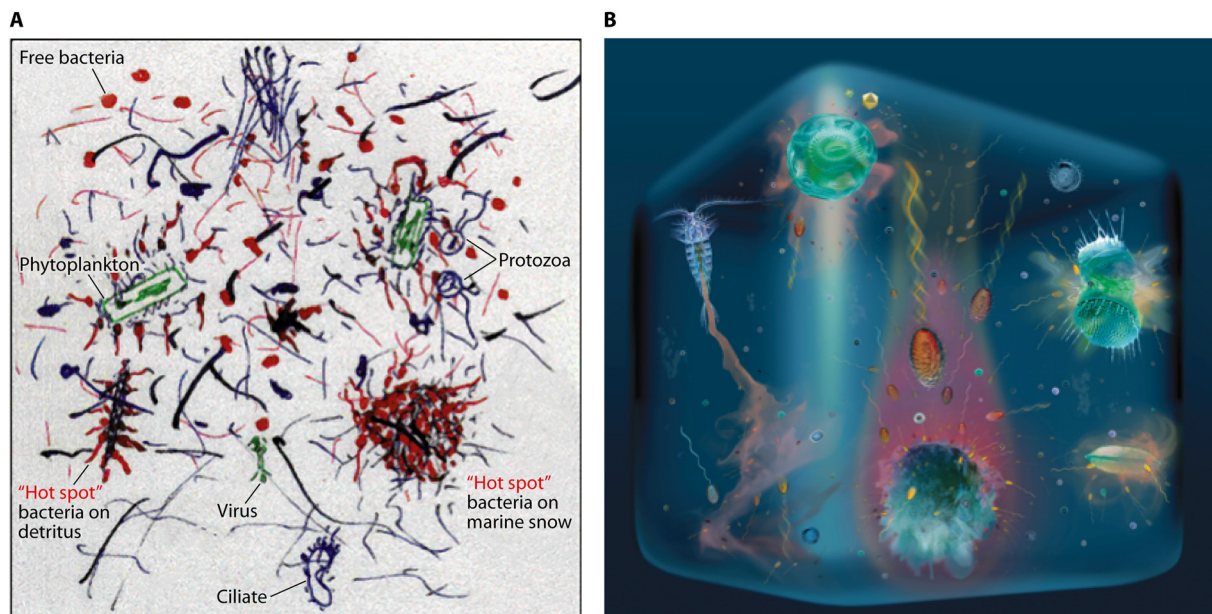 A
B
Free bacteria
Phytoplankton
Protozoa
"Hot spot"
bacteria on
detritus
Virus
"Hot spot"
bacteria on
marine snow
Ciliate